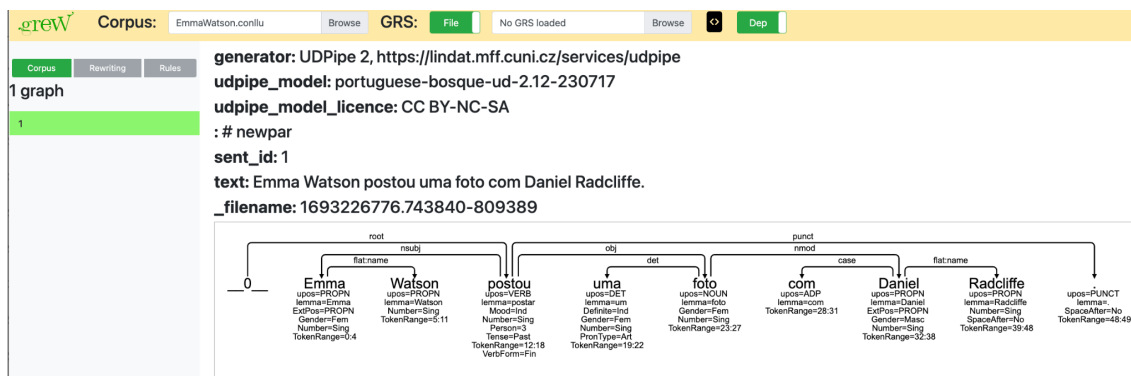 .grew Corpus: EmmaWatson.conllu Browse GRS: File No GRS loaded Browse <> Dep
Corpus Rewriting Rules
1 graph
1
generator: UDPipe 2, https://lindat.mff.cuni.cz/services/udpipe
udpipe_model: portuguese-bosque-ud-2.12-230717
udpipe_model_licence: CC BY-NC-SA
: # newpar
sent_id: 1
text: Emma Watson postou uma foto com Daniel Radcliffe.
_filename: 1693226776.743840-809389
root punct
nsubj obj nmod
flat:name det case flat:name
__0__ Emma Watson postou uma foto com Daniel Radcliffe .
upos=PROPN upos=PROPN upos=VERB upos=DET upos=NOUN upos=ADP upos=PROPN upos=PROPN upos=PUNCT
lemma=Emma lemma=Watson lemma=postar lemma=um lemma=foto lemma=com lemma=Daniel lemma=Radcliffe lemma=.
ExtPos=PROPN Number=Sing Mood=Ind Definite=Ind Gender=Fem TokenRange=28:31 ExtPos=PROPN Number=Sing SpaceAfter=No
Gender=Fem TokenRange=5:11 Number=Sing Gender=Fem Number=Sing Gender=Masc SpaceAfter=No TokenRange=48:49
Number=Sing Person=3 Number=Sing TokenRange=23:27 Number=Sing TokenRange=39:48
TokenRange=0:4 Tense=Past PronType=Art TokenRange=32:38
TokenRange=12:18 TokenRange=19:22
VerbForm=Fin